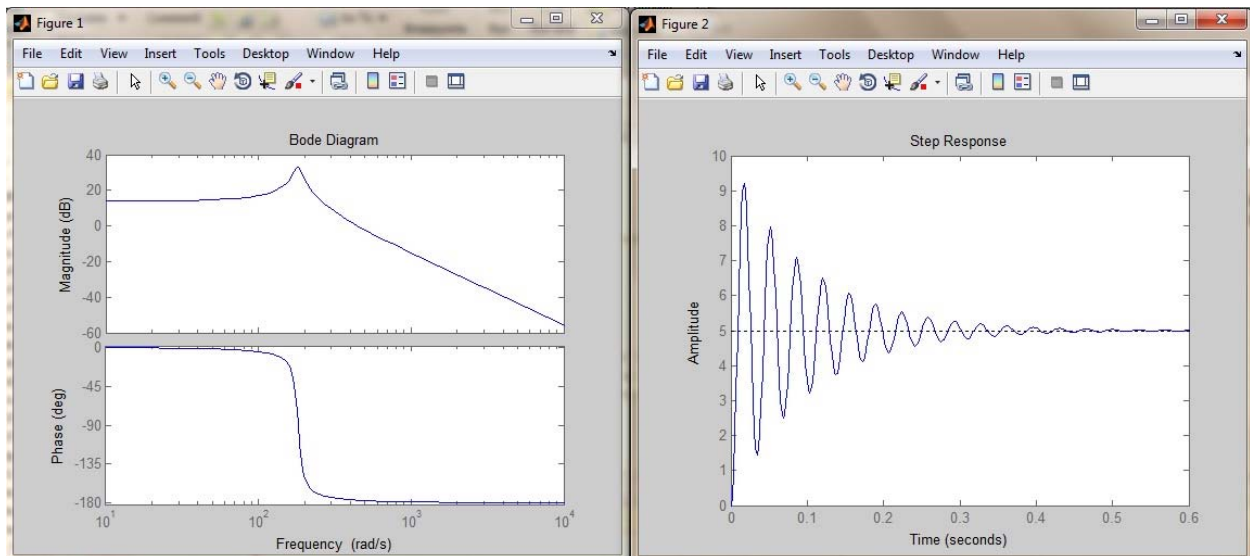 Figure 1
File Edit View Insert Tools Desktop Window Help
Bode Diagram
Magnitude (dB)
40
20
0
-20
-40
-60
Phase (deg)
0
-45
-90
-135
-180
10¹ 10² 10³ 10⁴
Frequency (rad/s)
Figure 2
File Edit View Insert Tools Desktop Window Help
Step Response
Amplitude
10
9
8
7
6
5
4
3
2
1
0
0 0.1 0.2 0.3 0.4 0.5 0.6
Time (seconds)